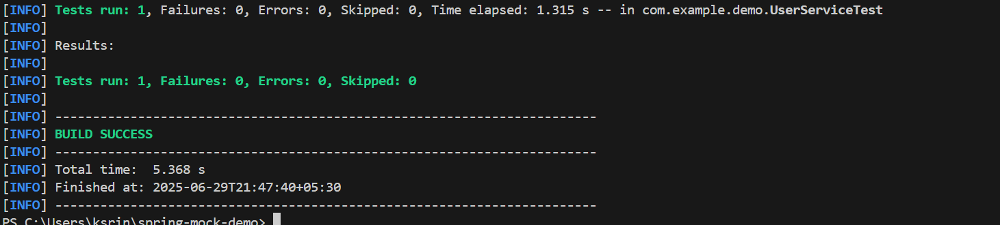 [INFO] Tests run: 1, Failures: 0, Errors: 0, Skipped: 0, Time elapsed: 1.315 s -- in com.example.demo.UserServiceTest
[INFO]
[INFO] Results:
[INFO]
[INFO] Tests run: 1, Failures: 0, Errors: 0, Skipped: 0
[INFO]
[INFO] ------------------------------------------------------------------------
[INFO] BUILD SUCCESS
[INFO] ------------------------------------------------------------------------
[INFO] Total time:  5.368 s
[INFO] Finished at: 2025-06-29T21:47:40+05:30
[INFO] ------------------------------------------------------------------------
PS C:\Users\ksrin\spring-mock-demo>